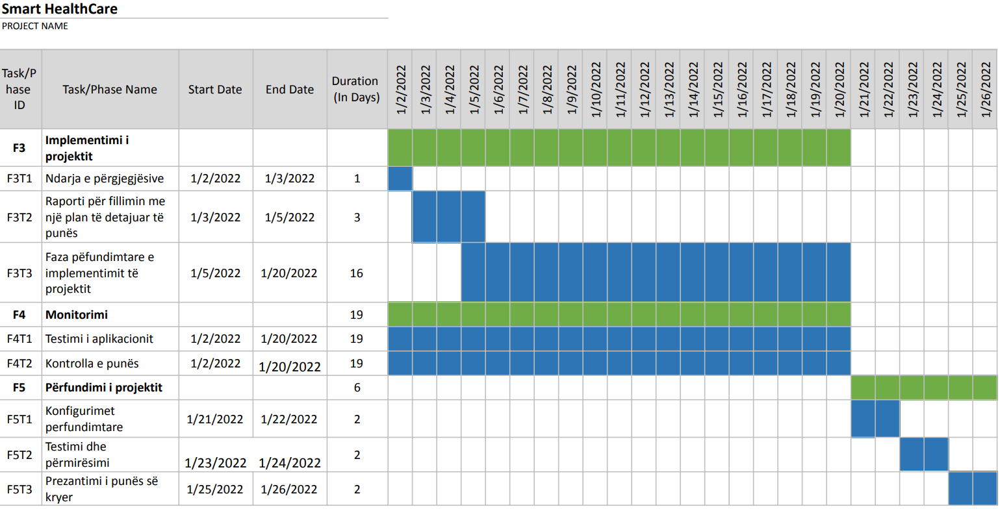 Smart HealthCare
PROJECT NAME
Task/P
hase
ID
Task/Phase Name
Start Date
End Date
Duration
(In Days)
1/2/2022
1/3/2022
1/4/2022
1/5/2022
1/6/2022
1/7/2022
1/8/2022
1/9/2022
1/10/2022
1/11/2022
1/12/2022
1/13/2022
1/14/2022
1/15/2022
1/16/2022
1/17/2022
1/18/2022
1/19/2022
1/20/2022
1/21/2022
1/22/2022
1/23/2022
1/24/2022
1/25/2022
1/26/2022
F3
Implementimi i
projektit
F3T1 Ndarja e përgjegjësive 1/2/2022 1/3/2022 1
F3T2
Raporti për fillimin me
një plan të detajuar të
punës
1/3/2022 1/5/2022 3
F3T3
Faza pëfundimtare e
implementimit të
projektit
1/5/2022 1/20/2022 16
F4 Monitorimi 19
F4T1 Testimi i aplikacionit 1/2/2022 1/20/2022 19
F4T2 Kontrolla e punës 1/2/2022 1/20/2022 19
F5 Përfundimi i projektit 6
F5T1
Konfigurimet
perfundimtare
1/21/2022 1/22/2022 2
F5T2
Testimi dhe
përmirësimi
1/23/2022 1/24/2022 2
F5T3
Prezantimi i punës së
kryer
1/25/2022 1/26/2022 2